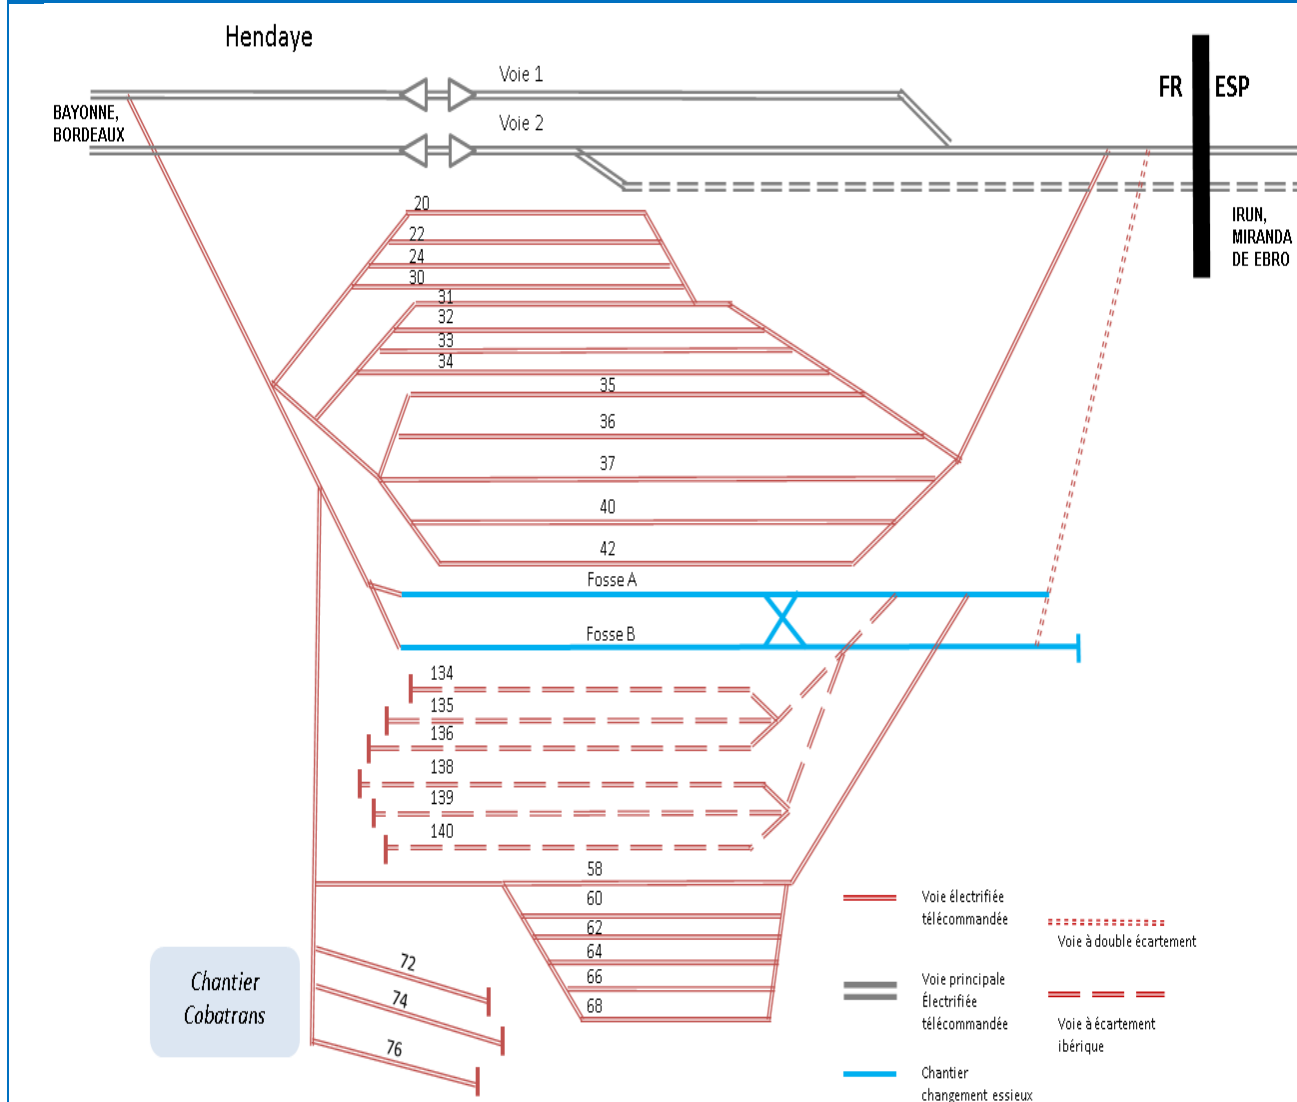 Hendaye
Voie 1
FR ESP
BAYONNE,
BORDEAUX
Voie 2
20
IRUN,
MIRANDA
DE EBRO
22
24
30
31
32
33
34
35
36
37
40
42
Fosse A
Fosse B
134
135
136
138
139
140
58
60
62
64
66
68
72
74
76
Chantier
Cobatrans
Voie électrifiée
télécommandée
Voie à double écartement
Voie principale
Électrifiée
télécommandée
Voie à écartement
ibérique
Chantier
changement essieux